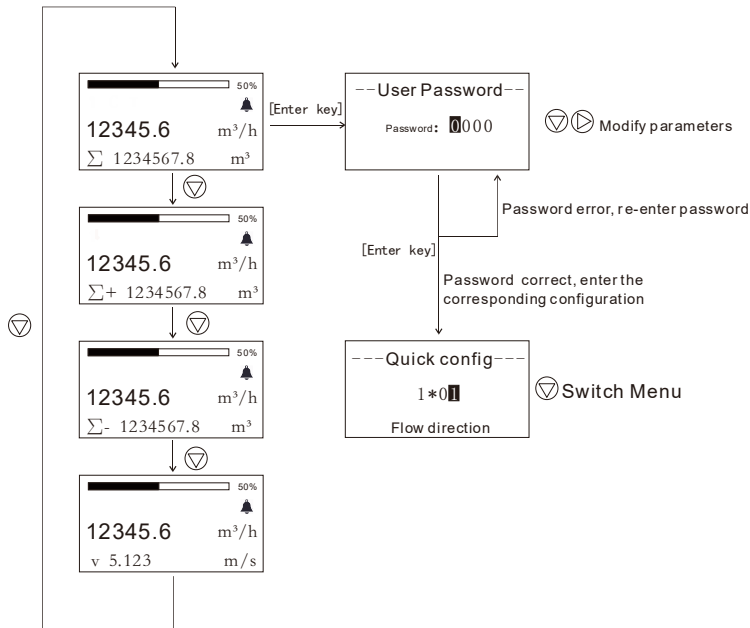 50%
12345.6 m³/h
∑ 1234567.8 m³
[Enter key]
--User Password--
Password: 0000
Modify parameters
50%
12345.6 m³/h
∑+ 1234567.8 m³
Password error, re-enter password
[Enter key]
Password correct, enter the
corresponding configuration
50%
12345.6 m³/h
∑- 1234567.8 m³
---Quick config---
1*01
Flow direction
Switch Menu
50%
12345.6 m³/h
v 5.123 m/s